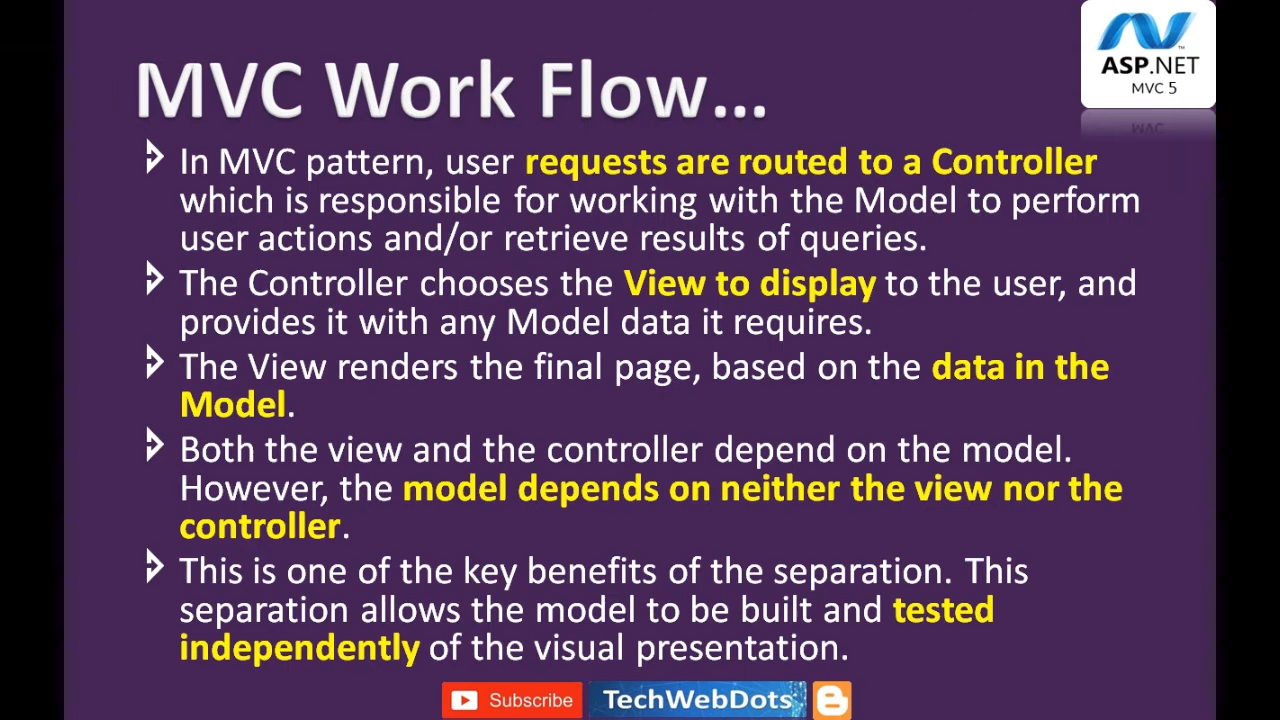 ASP.NET
MVC 5
MVC Work Flow...
In MVC pattern, user requests are routed to a Controller
which is responsible for working with the Model to perform
user actions and/or retrieve results of queries.
The Controller chooses the View to display to the user, and
provides it with any Model data it requires.
The View renders the final page, based on the data in the
Model.
Both the view and the controller depend on the model.
However, the model depends on neither the view nor the
controller.
This is one of the key benefits of the separation. This
separation allows the model to be built and tested
independently of the visual presentation.
Subscribe TechWebDots